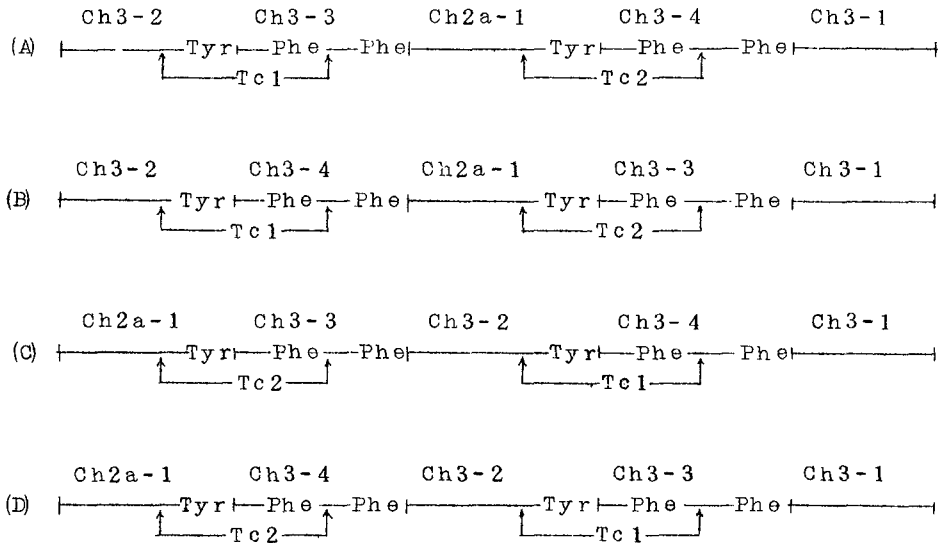 Ch3-2 Ch3-3 Ch2a-1 Ch3-4 Ch3-1
(A) Tyr Phe Phe Tyr Phe Phe
Tc1 Tc2
Ch3-2 Ch3-4 Ch2a-1 Ch3-3 Ch3-1
(B) Tyr Phe Phe Tyr Phe Phe
Tc1 Tc2
Ch2a-1 Ch3-3 Ch3-2 Ch3-4 Ch3-1
(C) Tyr Phe Phe Tyr Phe Phe
Tc2 Tc1
Ch2a-1 Ch3-4 Ch3-2 Ch3-3 Ch3-1
(D) Tyr Phe Phe Tyr Phe Phe
Tc2 Tc1